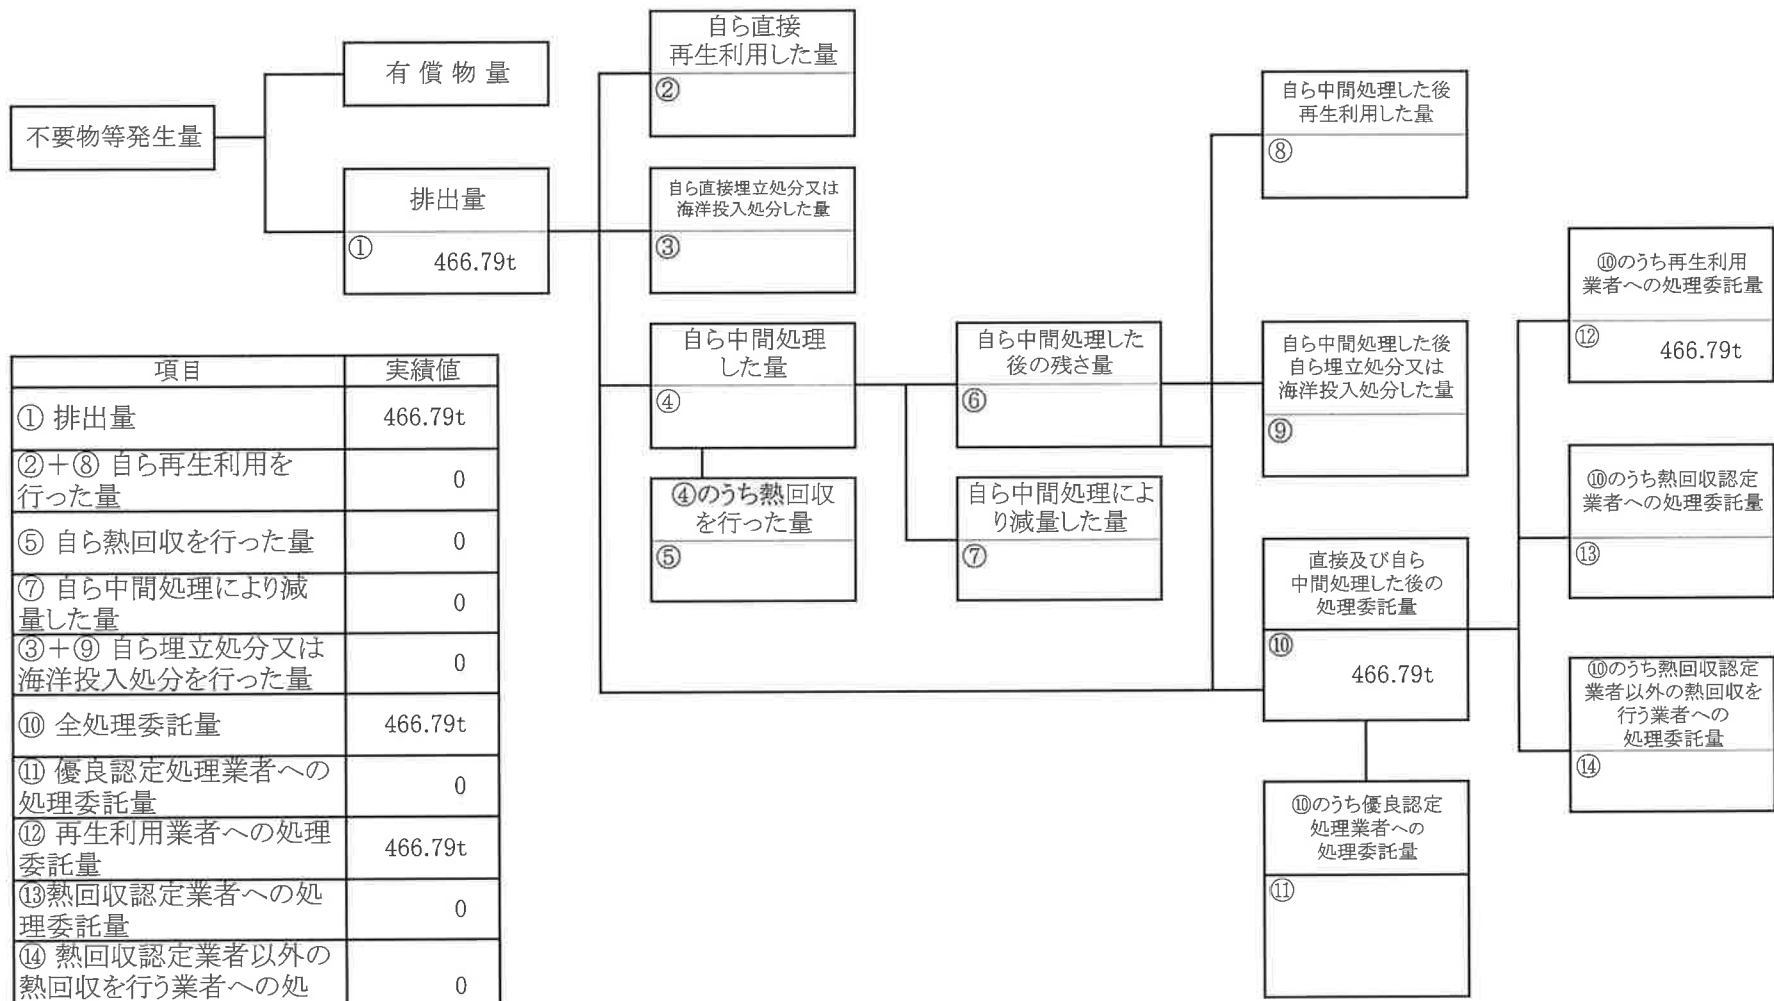 不要物等発生量
有 償 物 量
排出量
①
466.79t
自ら直接
再生利用した量
②
自ら直接埋立処分又は
海洋投入処分した量
③
自ら中間処理
した量
④
④のうち熱回収
を行った量
⑤
自ら中間処理した
後の残さ量
⑥
自ら中間処理によ
り減量した量
⑦
自ら中間処理した後
再生利用した量
⑧
自ら中間処理した後
自ら埋立処分又は
海洋投入処分した量
⑨
直接及び自ら
中間処理した後の
処理委託量
⑩
466.79t
⑩のうち優良認定
処理業者への
処理委託量
⑪
⑩のうち再生利用
業者への処理委託量
⑫
466.79t
⑩のうち熱回収認定
業者への処理委託量
⑬
⑩のうち熱回収認定
業者以外の熱回収を
行う業者への
処理委託量
⑭
項目 実績値
① 排出量 466.79t
②+⑧ 自ら再生利用を
行った量 0
⑤ 自ら熱回収を行った量 0
⑦ 自ら中間処理により減
量した量 0
③+⑨ 自ら埋立処分又は
海洋投入処分を行った量 0
⑩ 全処理委託量 466.79t
⑪ 優良認定処理業者への
処理委託量 0
⑫ 再生利用業者への処理
委託量 466.79t
⑬熱回収認定業者への処
理委託量 0
⑭ 熱回収認定業者以外の
熱回収を行う業者への処 0